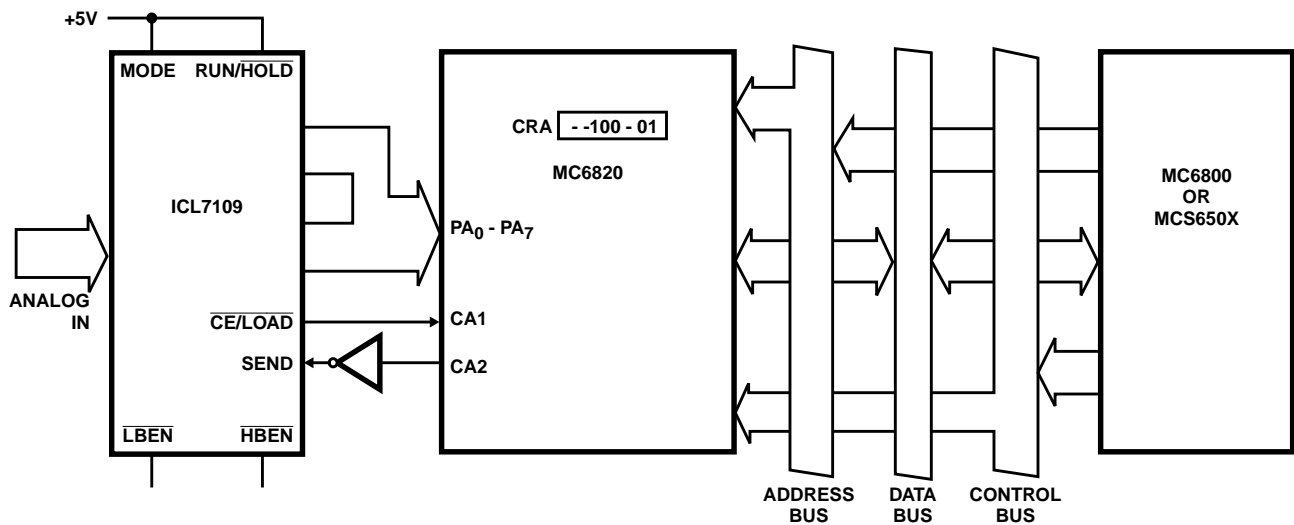 +5V
MODE RUN/HOLD
ICL7109
ANALOG
IN
CE/LOAD
SEND
LBEN HBEN
CRA - -100 - 01
MC6820
PA0 - PA7
CA1
CA2
MC6800
OR
MCS650X
ADDRESS
BUS
DATA
BUS
CONTROL
BUS